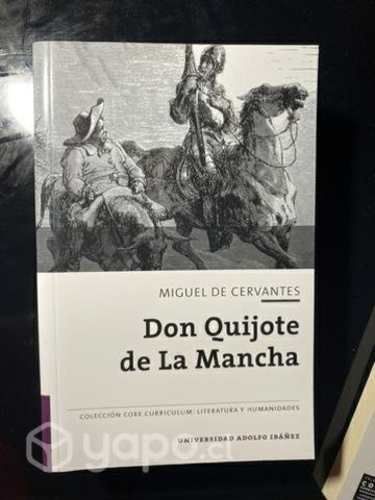 MIGUEL DE CERVANTES
Don Quijote
de La Mancha
COLECCIÓN CORE CURRICULUM: LITERATURA Y HUMANIDADES
UNIVERSIDAD ADOLFO IBÁÑEZ
yapo.cl